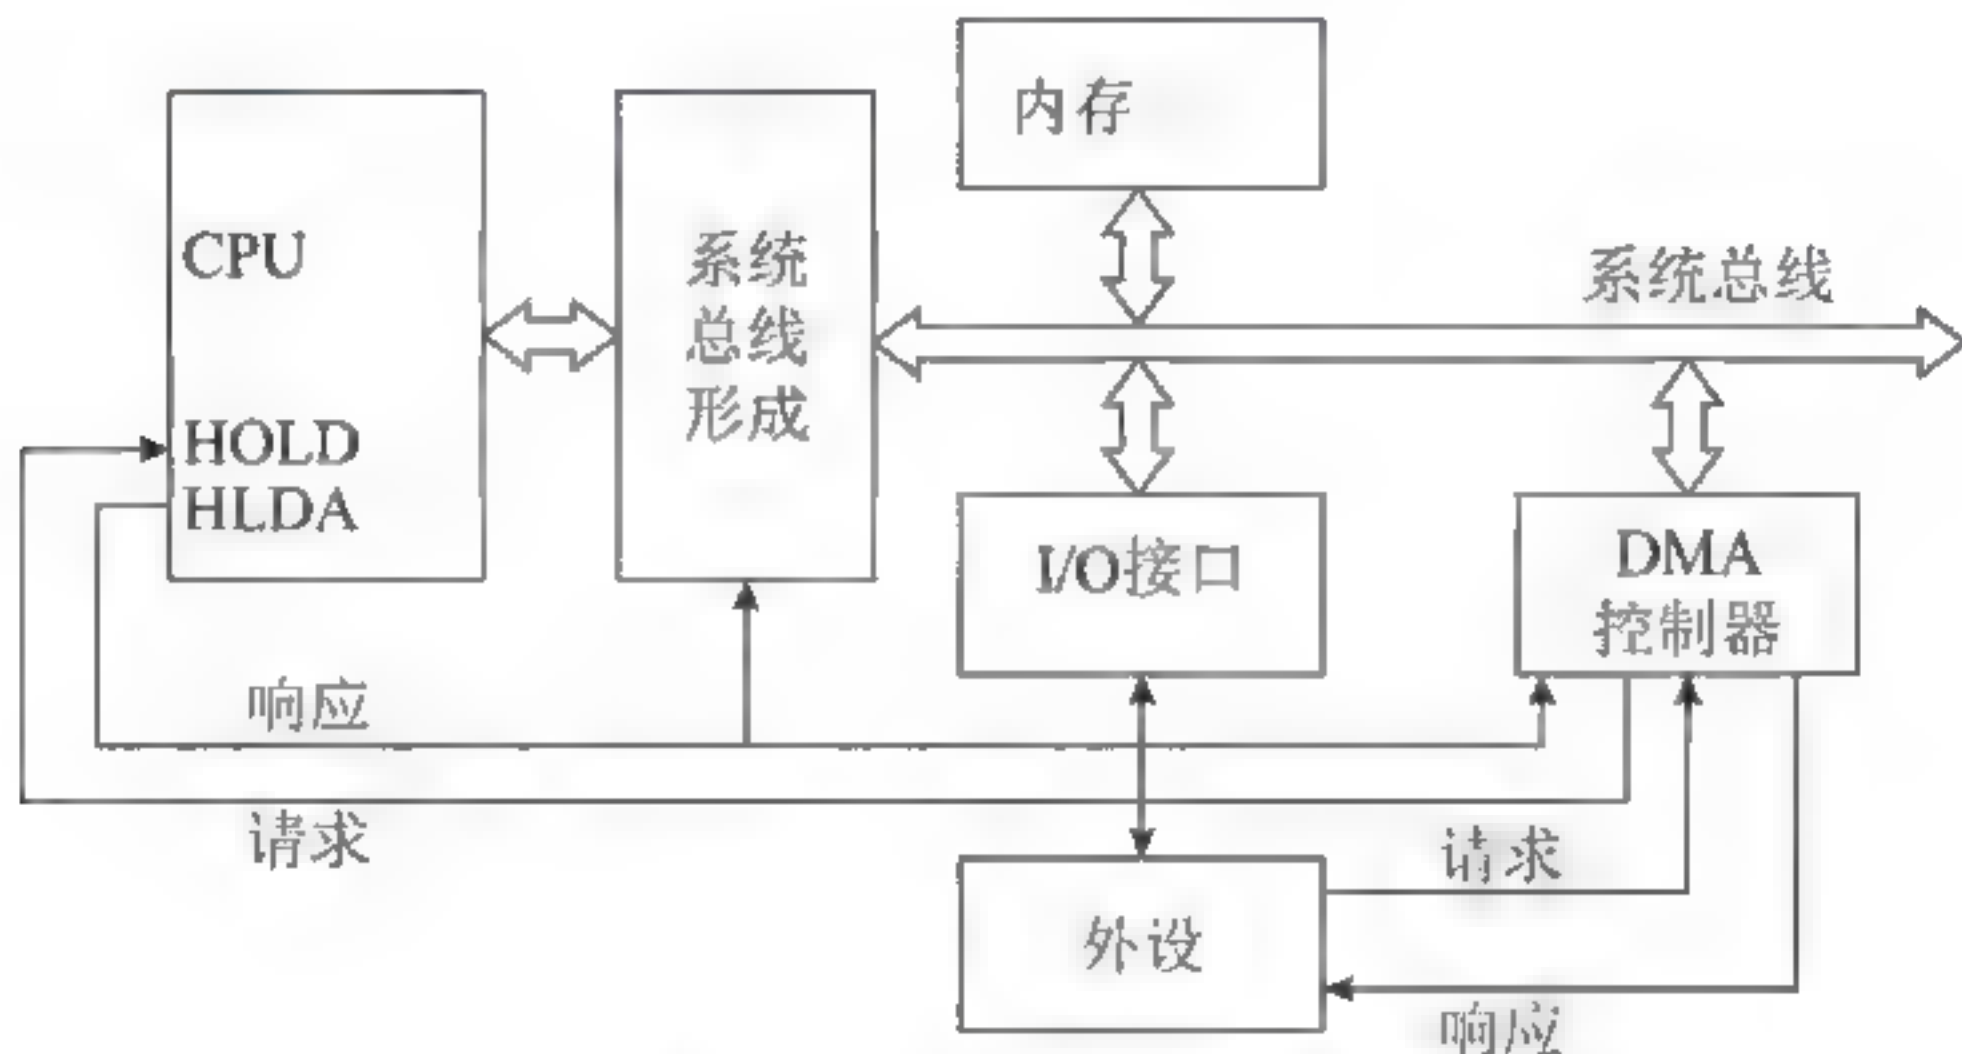 内存
CPU
系统
总线
形成
系统总线
HOLD
HLDA
I/O接口
DMA
控制器
响应
请求
请求
外设
响应